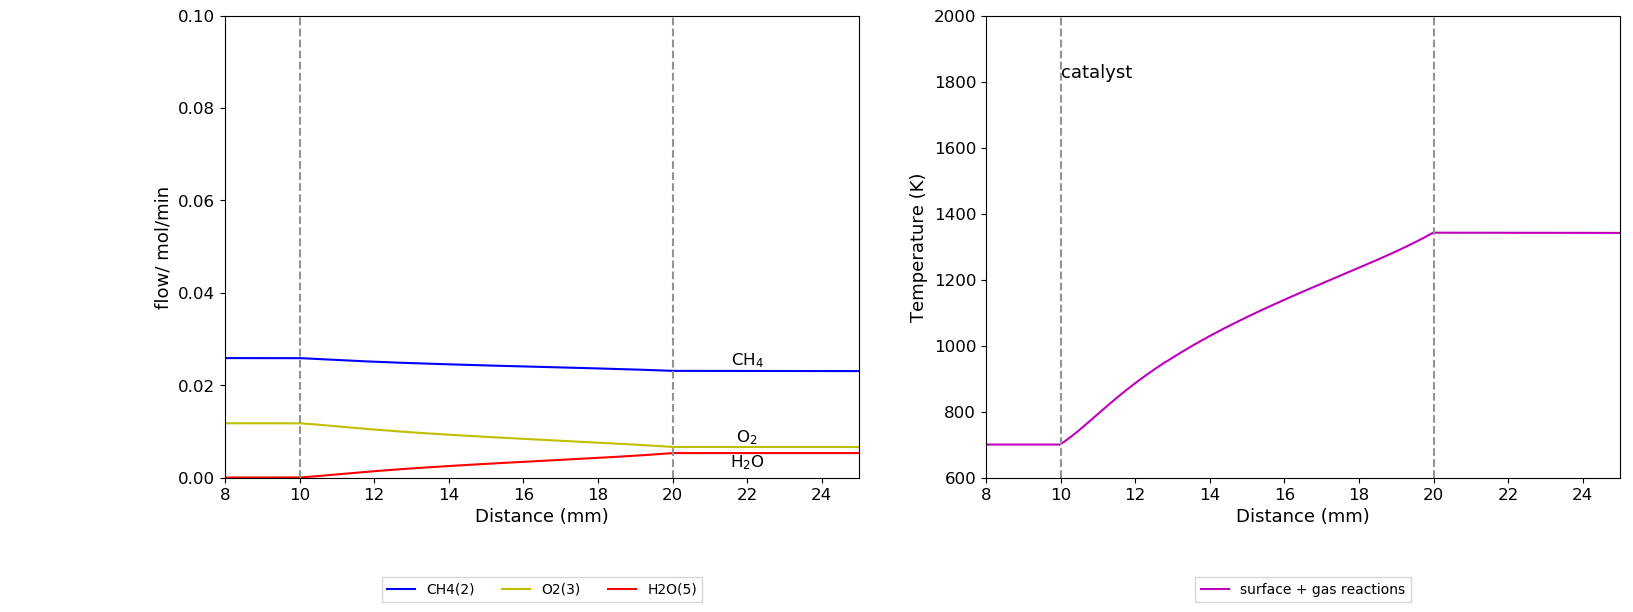 0.10
0.08
0.06
0.04
0.02
0.00
flow/ mol/min
CH4
O2
H2O
8 10 12 14 16 18 20 22 24
Distance (mm)
CH4(2) O2(3) H2O(5)
2000
1800
1600
1400
1200
1000
800
600
Temperature (K)
catalyst
8 10 12 14 16 18 20 22 24
Distance (mm)
surface + gas reactions